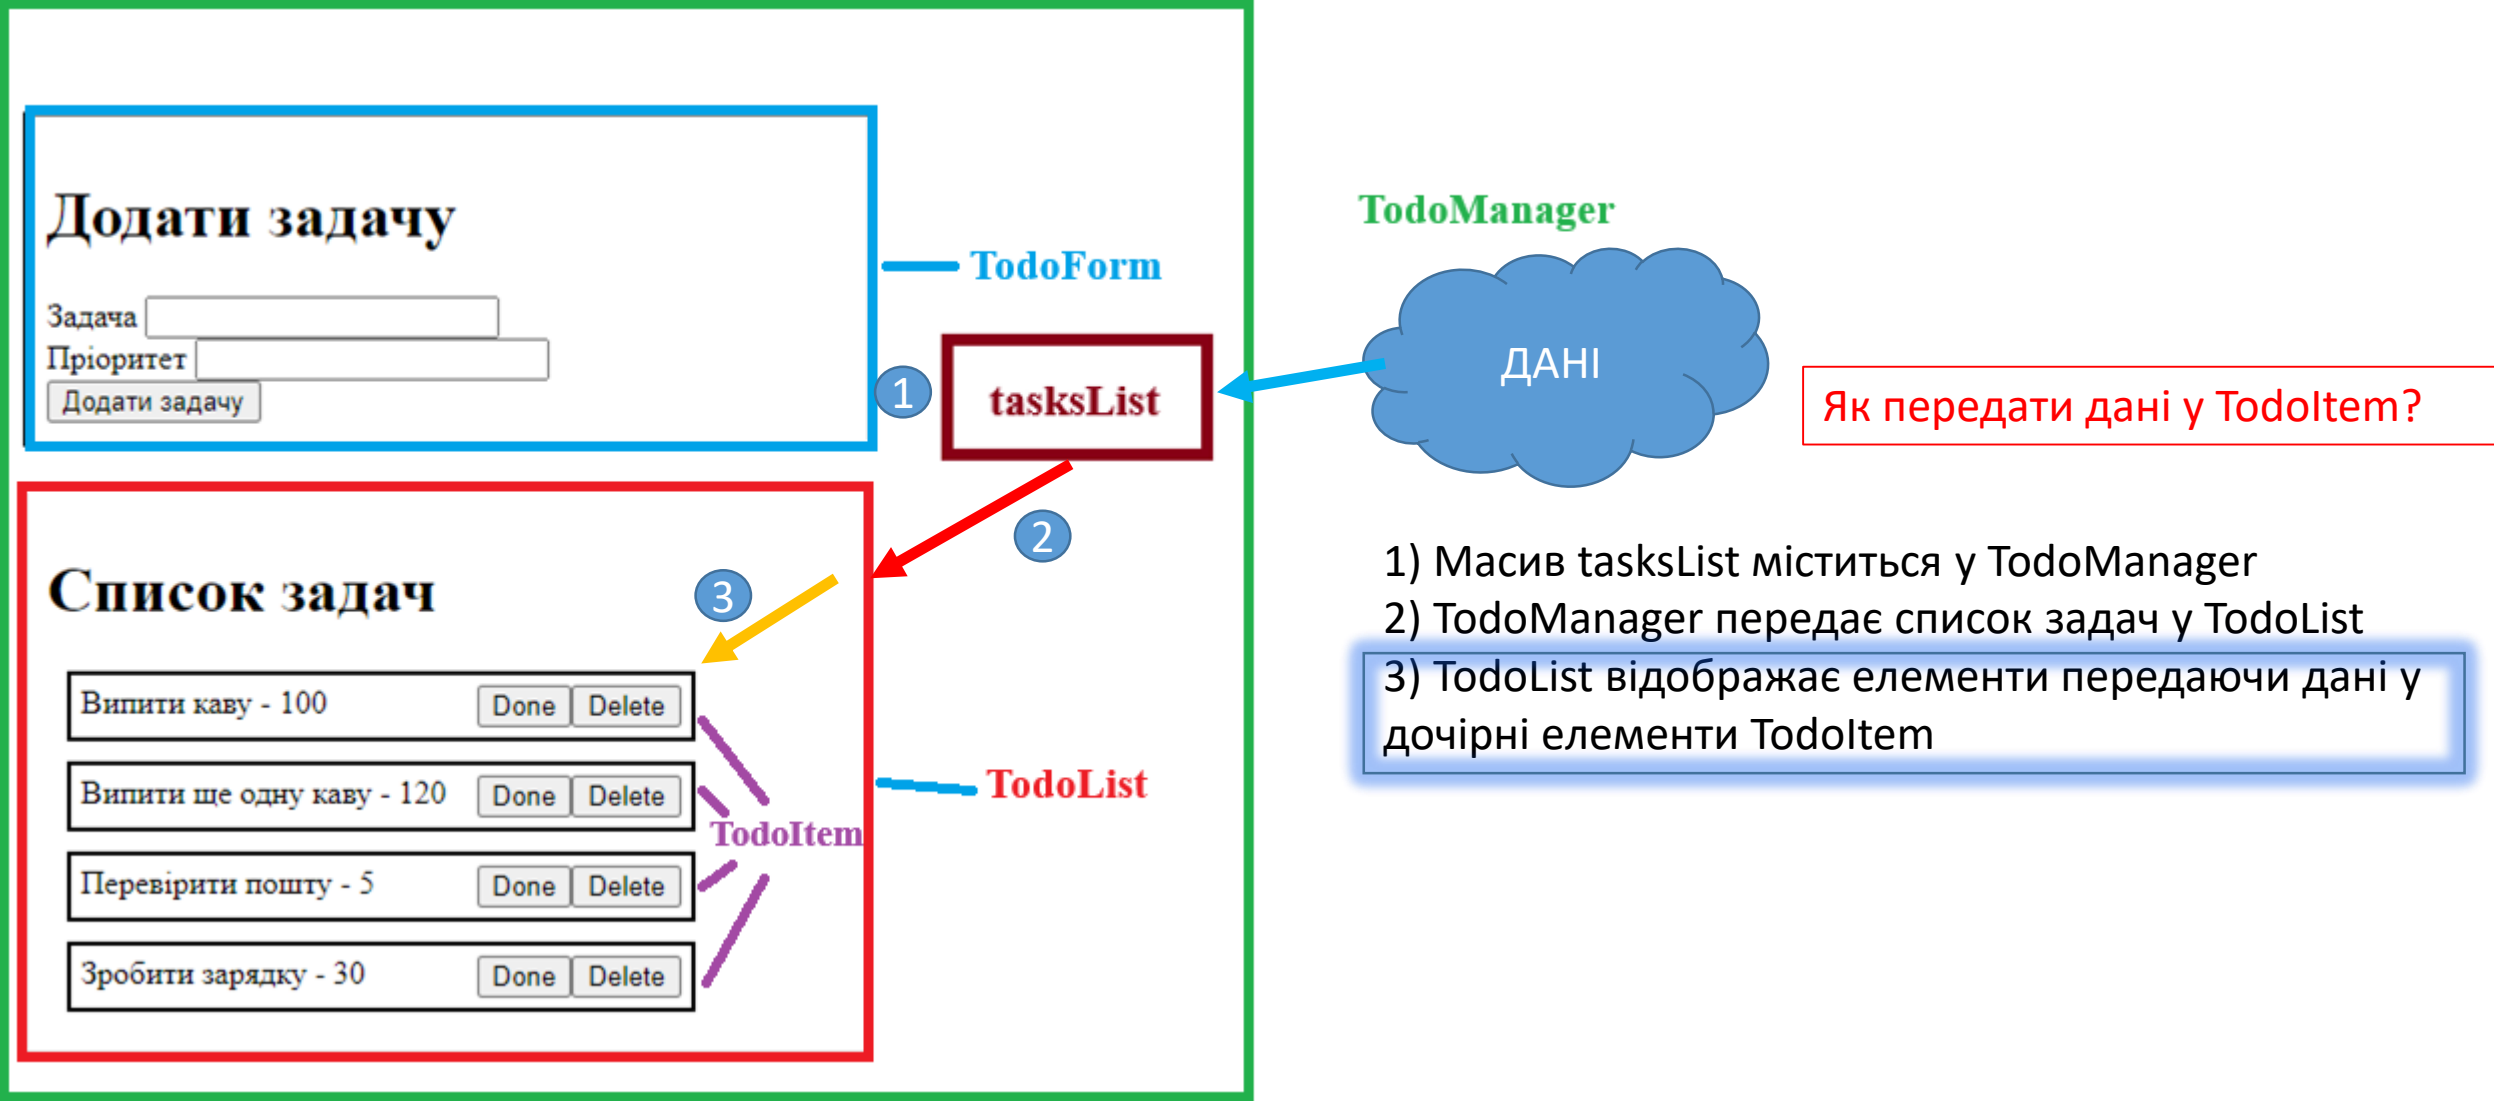 Додати задачу
Задача
Пріоритет
Додати задачу
TodoForm
1
tasksList
2
Список задач
3
Випити каву - 100 Done Delete
Випити ще одну каву - 120 Done Delete
Перевірити пошту - 5 Done Delete
Зробити зарядку - 30 Done Delete
TodoItem
TodoList
TodoManager
ДАНІ
Як передати дані у TodoItem?
1) Масив tasksList міститься у TodoManager
2) TodoManager передає список задач у TodoList
3) TodoList відображає елементи передаючи дані у
дочірні елементи TodoItem